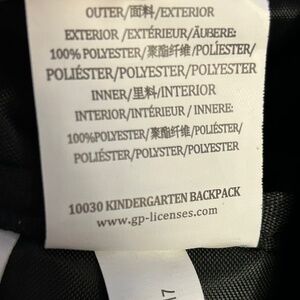 OUTER/面料/EXTERIOR
EXTERIOR /EXTÉRIEUR/ÄUBERE:
100% POLYESTER/聚酯纤维/POLÍESTER/
POLIÉSTER/POLYESTER/POLYESTER
INNER/里料/INTERIOR
INTERIOR/INTÉRIEUR / INNERE:
100%POLYESTER/聚酯纤维/POLIÉSTER/
POLIÉSTER/POLYSTER/POLYESTER
10030 KINDERGARTEN BACKPACK
www.gp-licenses.com